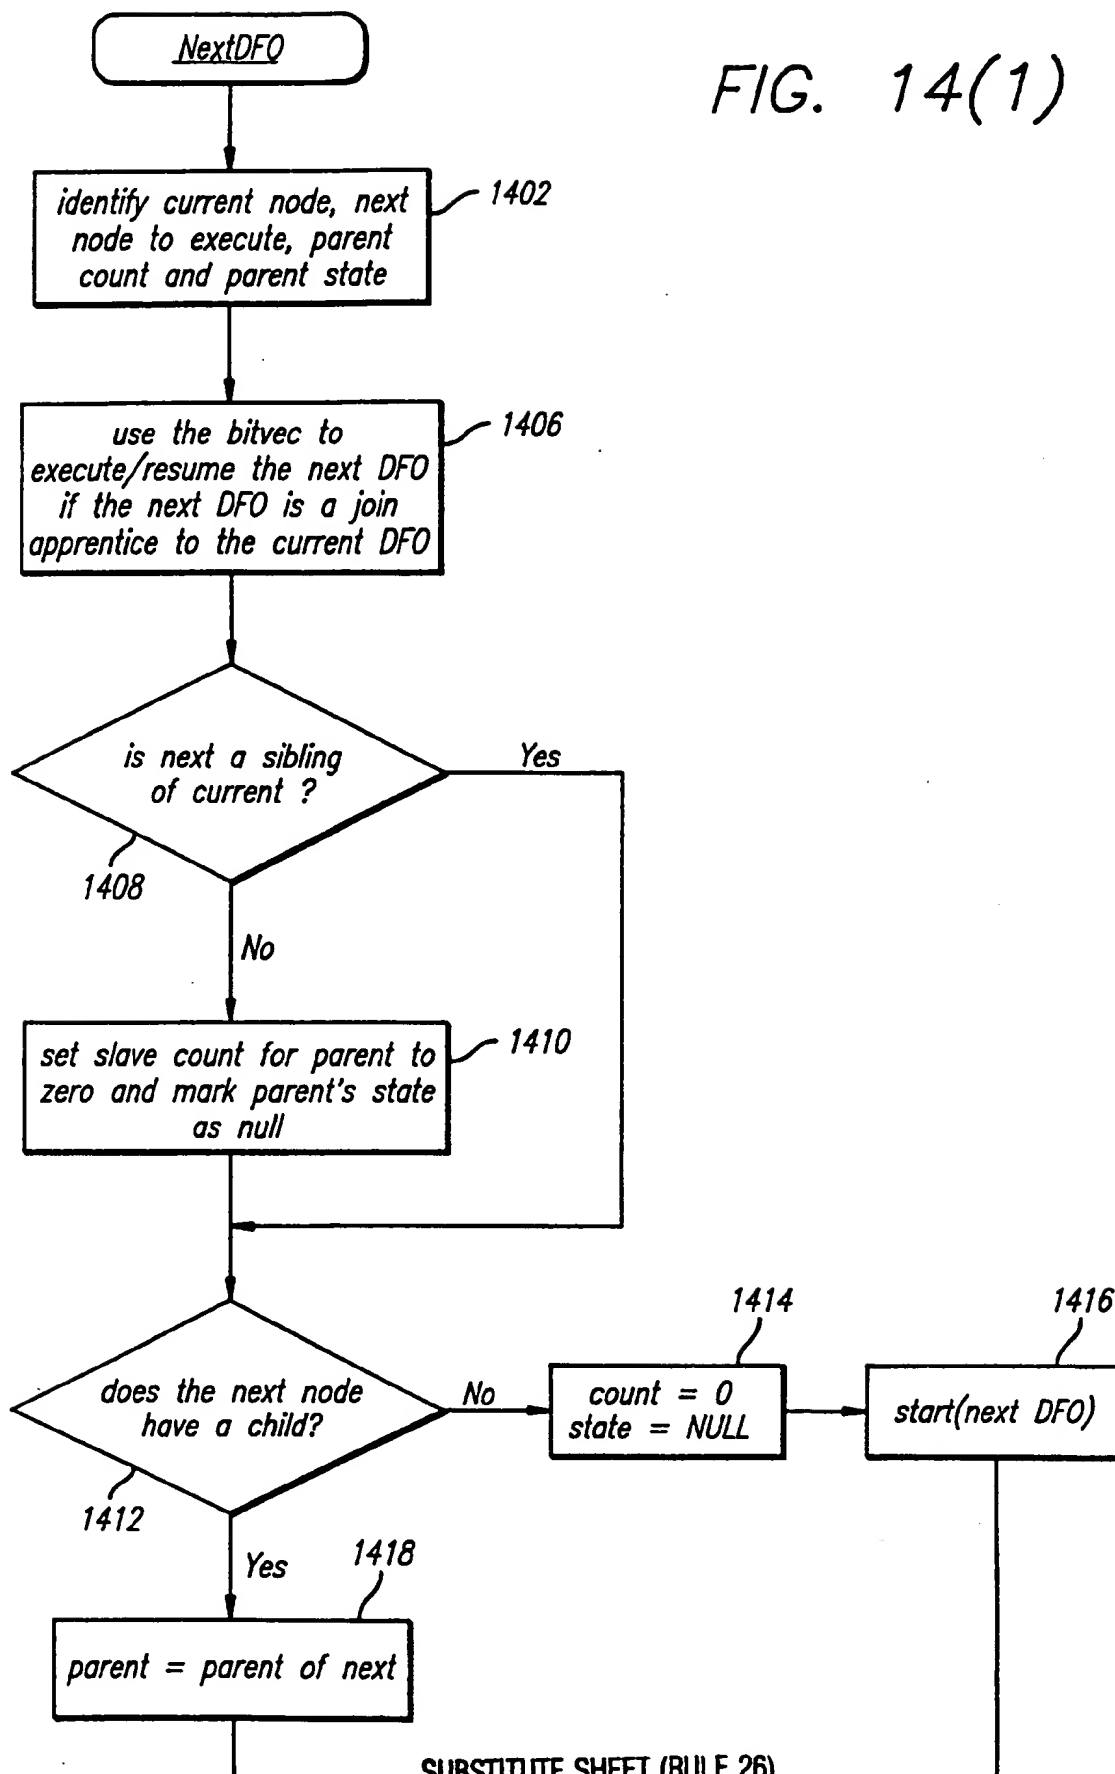 NextDFO
FIG. 14(1)
identify current node, next
node to execute, parent
count and parent state
1402
use the bitvec to
execute/resume the next DFO
if the next DFO is a join
apprentice to the current DFO
1406
is next a sibling
of current ?
Yes
1408
No
set slave count for parent to
zero and mark parent's state
as null
1410
does the next node
have a child?
No
1412
count = 0
state = NULL
1414
start(next DFO)
1416
Yes
1418
parent = parent of next
SUBSTITUTE SHEET (RULE 26)